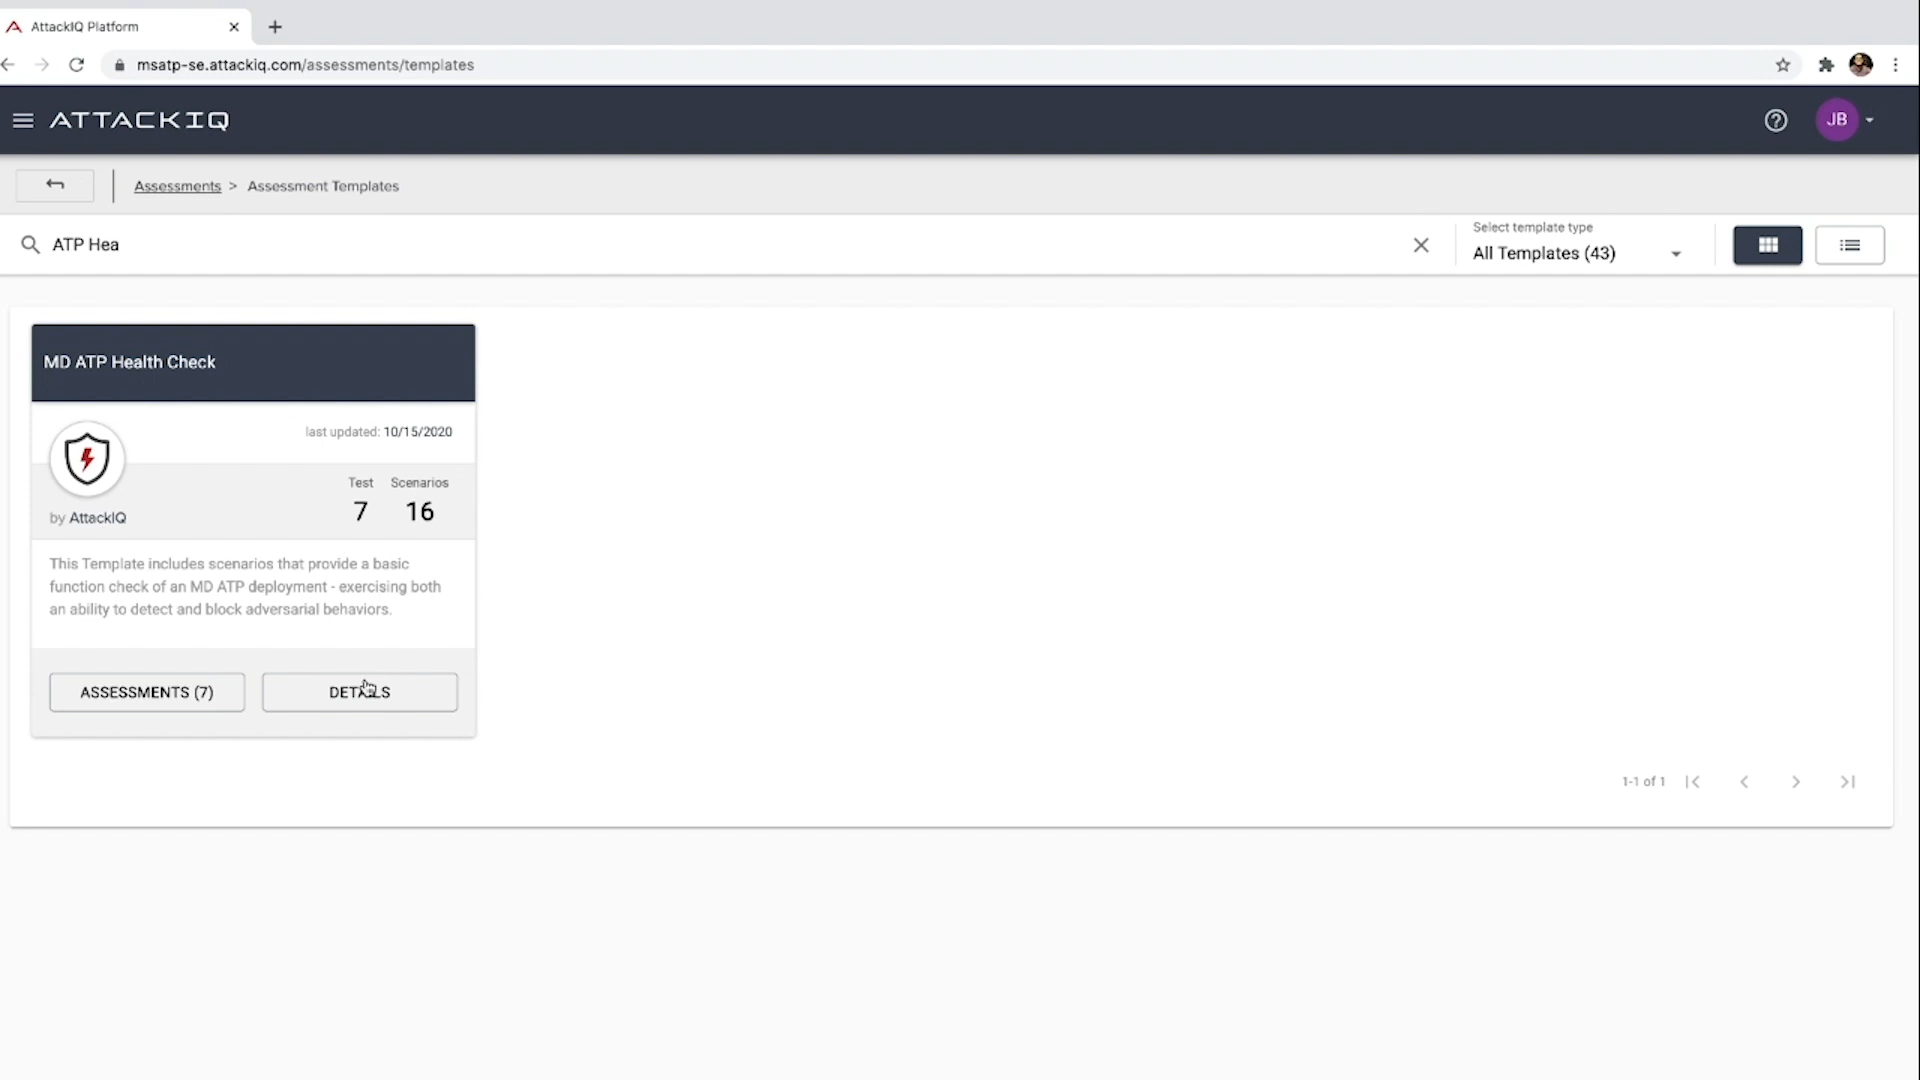 AttackIQ Platform
msatp-se.attackiq.com/assessments/templates
ATTACKIQ
JB
Assessments > Assessment Templates
ATP Hea
Select template type
All Templates (43)
MD ATP Health Check
last updated: 10/15/2020
Test Scenarios
7 16
by AttackIQ
This Template includes scenarios that provide a basic
function check of an MD ATP deployment - exercising both
an ability to detect and block adversarial behaviors.
ASSESSMENTS (7) DETAILS
1-1 of 1